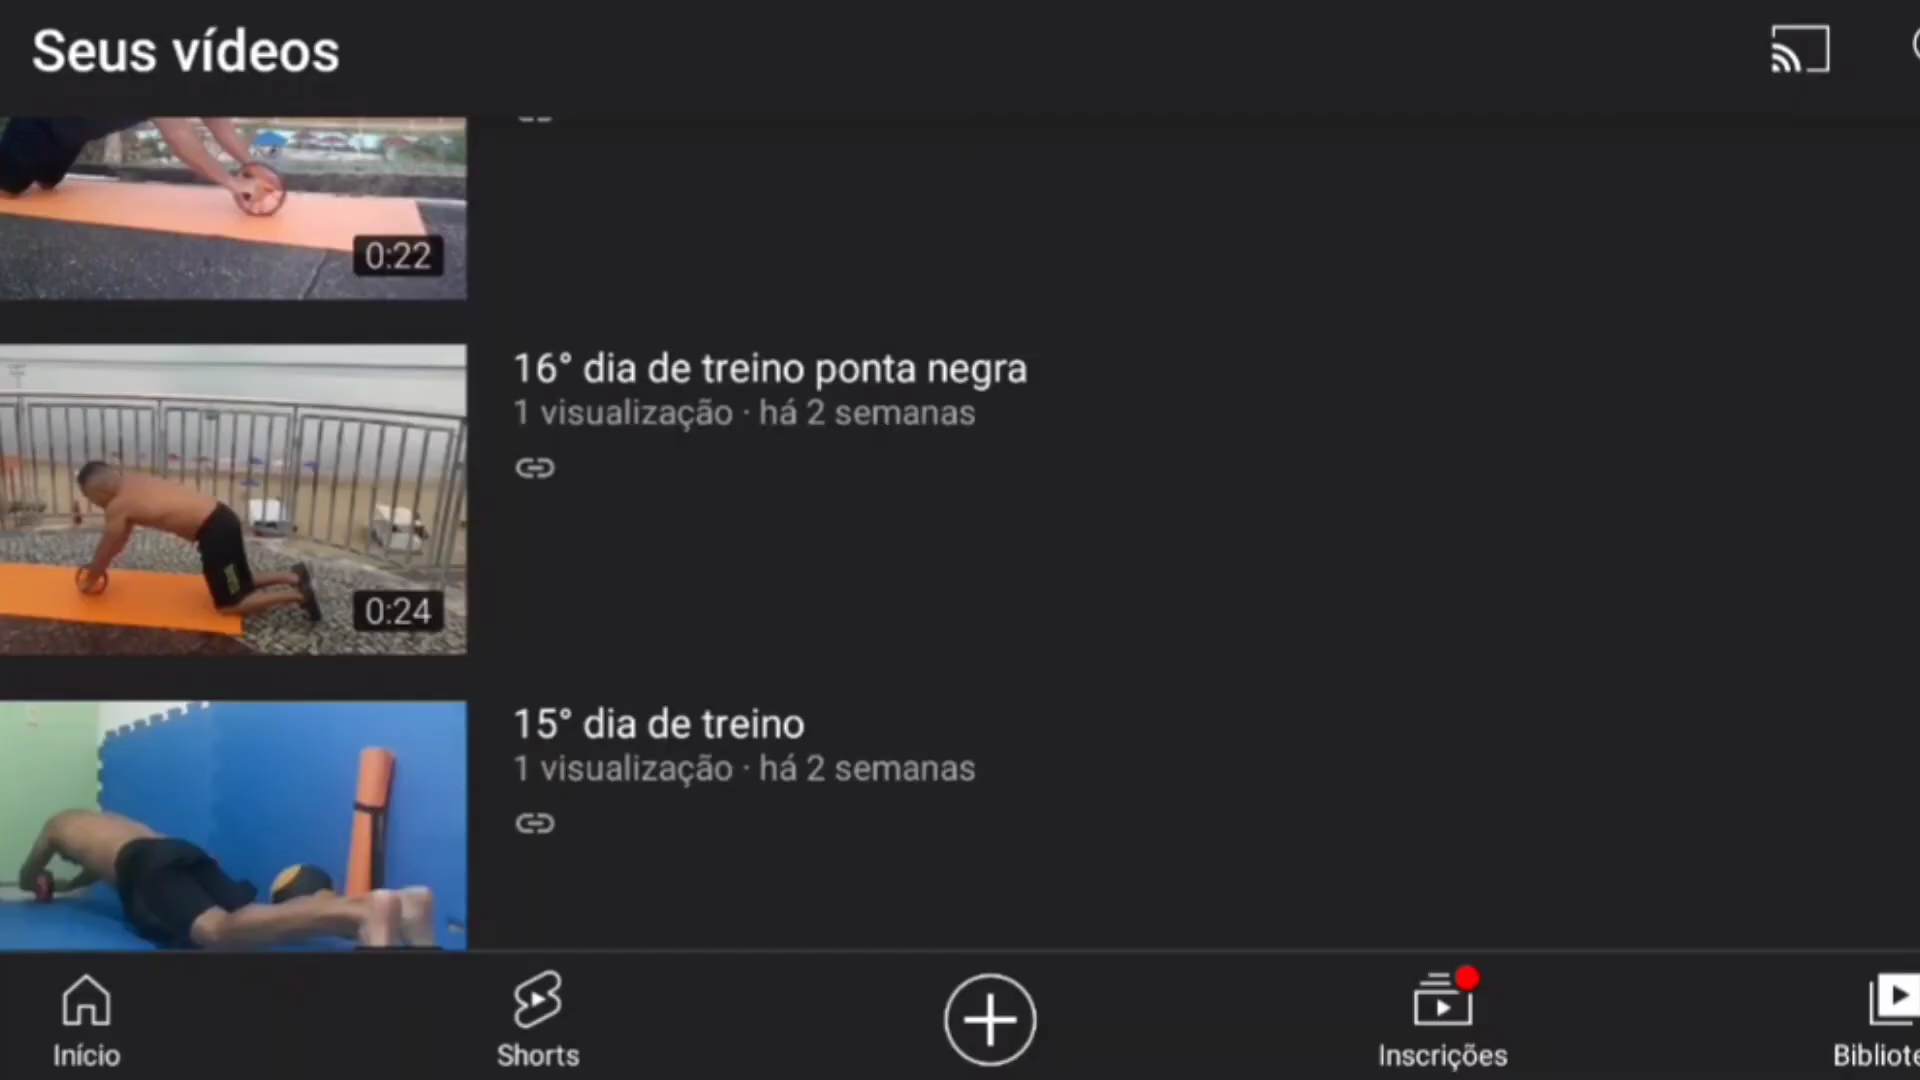 Seus vídeos
0:22
16° dia de treino ponta negra
1 visualização · há 2 semanas
0:24
15° dia de treino
1 visualização · há 2 semanas
Início
Shorts
Inscrições
Bibliote